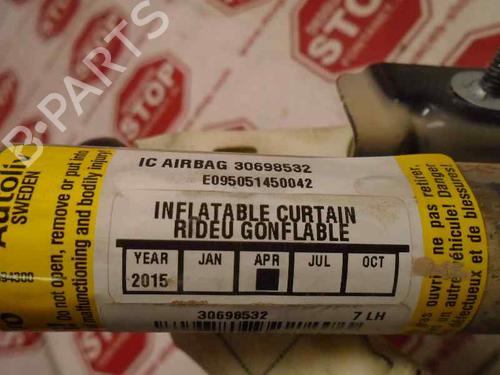 IC AIRBAG 30698532
E095051450042
INFLATABLE CURTAIN
RIDEU GONFLABLE
YEAR JAN APR JUL OCT
2015
30698532 7 LH
Autoliv
SWEDEN
Do not open, remove or put into
malfunctioning and bodily injury!
94300
ne pas retirer,
Pas ouvrir
un autre véhicule! Danger
défectueux et de blessures
STOP
STOP
STOP